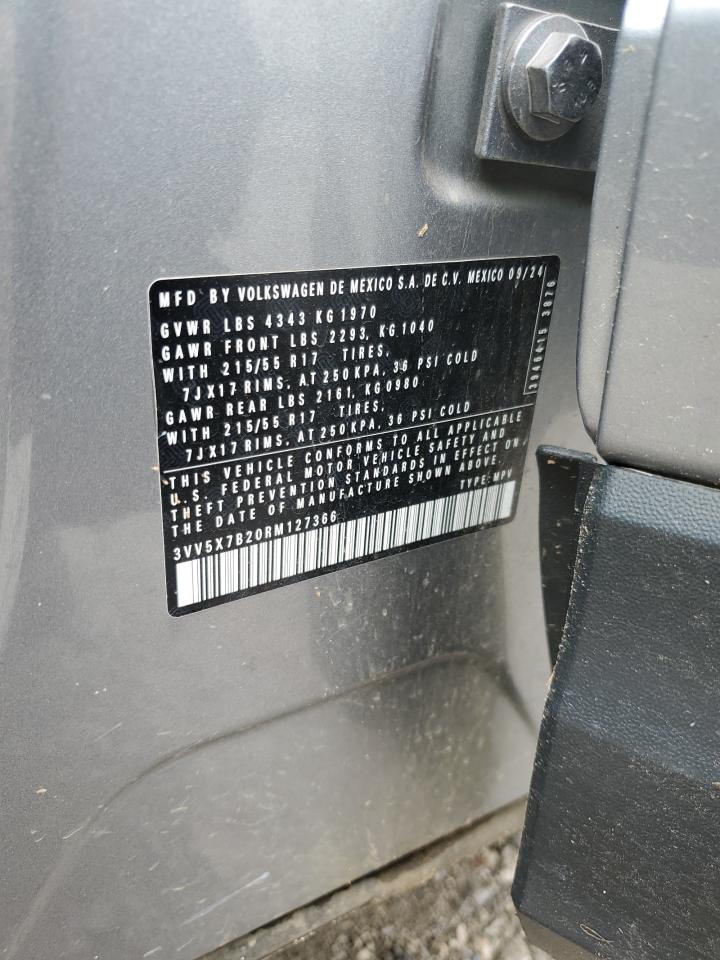 MFD BY VOLKSWAGEN DE MEXICO S.A. DE C.V. MEXICO 09/24
GVWR LBS 4343 KG 1970
GAWR FRONT LBS 2293, KG 1040
WITH 215/55 R17 TIRES,
7JX17 RIMS, AT 250 KPA, 36 PSI COLD
GAWR REAR LBS 2161, KG 0980
WITH 215/55 R17 TIRES,
7JX17 RIMS, AT 250 KPA, 36 PSI COLD
THIS VEHICLE CONFORMS TO ALL APPLICABLE
U.S. FEDERAL MOTOR VEHICLE SAFETY AND
THEFT PREVENTION STANDARDS IN EFFECT ON
THE DATE OF MANUFACTURE SHOWN ABOVE.
3VV5X7B20RM127366 TYPE: MPV
3946415 3876